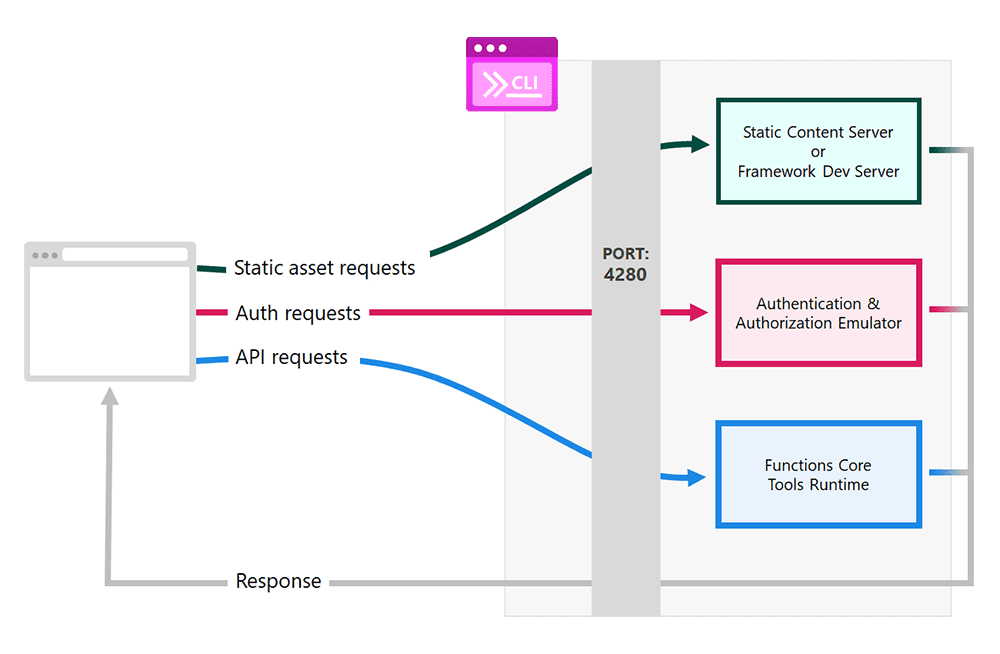 CLI
Static Content Server
or
Framework Dev Server
PORT:
4280
Static asset requests
Auth requests
API requests
Authentication &
Authorization Emulator
Functions Core
Tools Runtime
Response